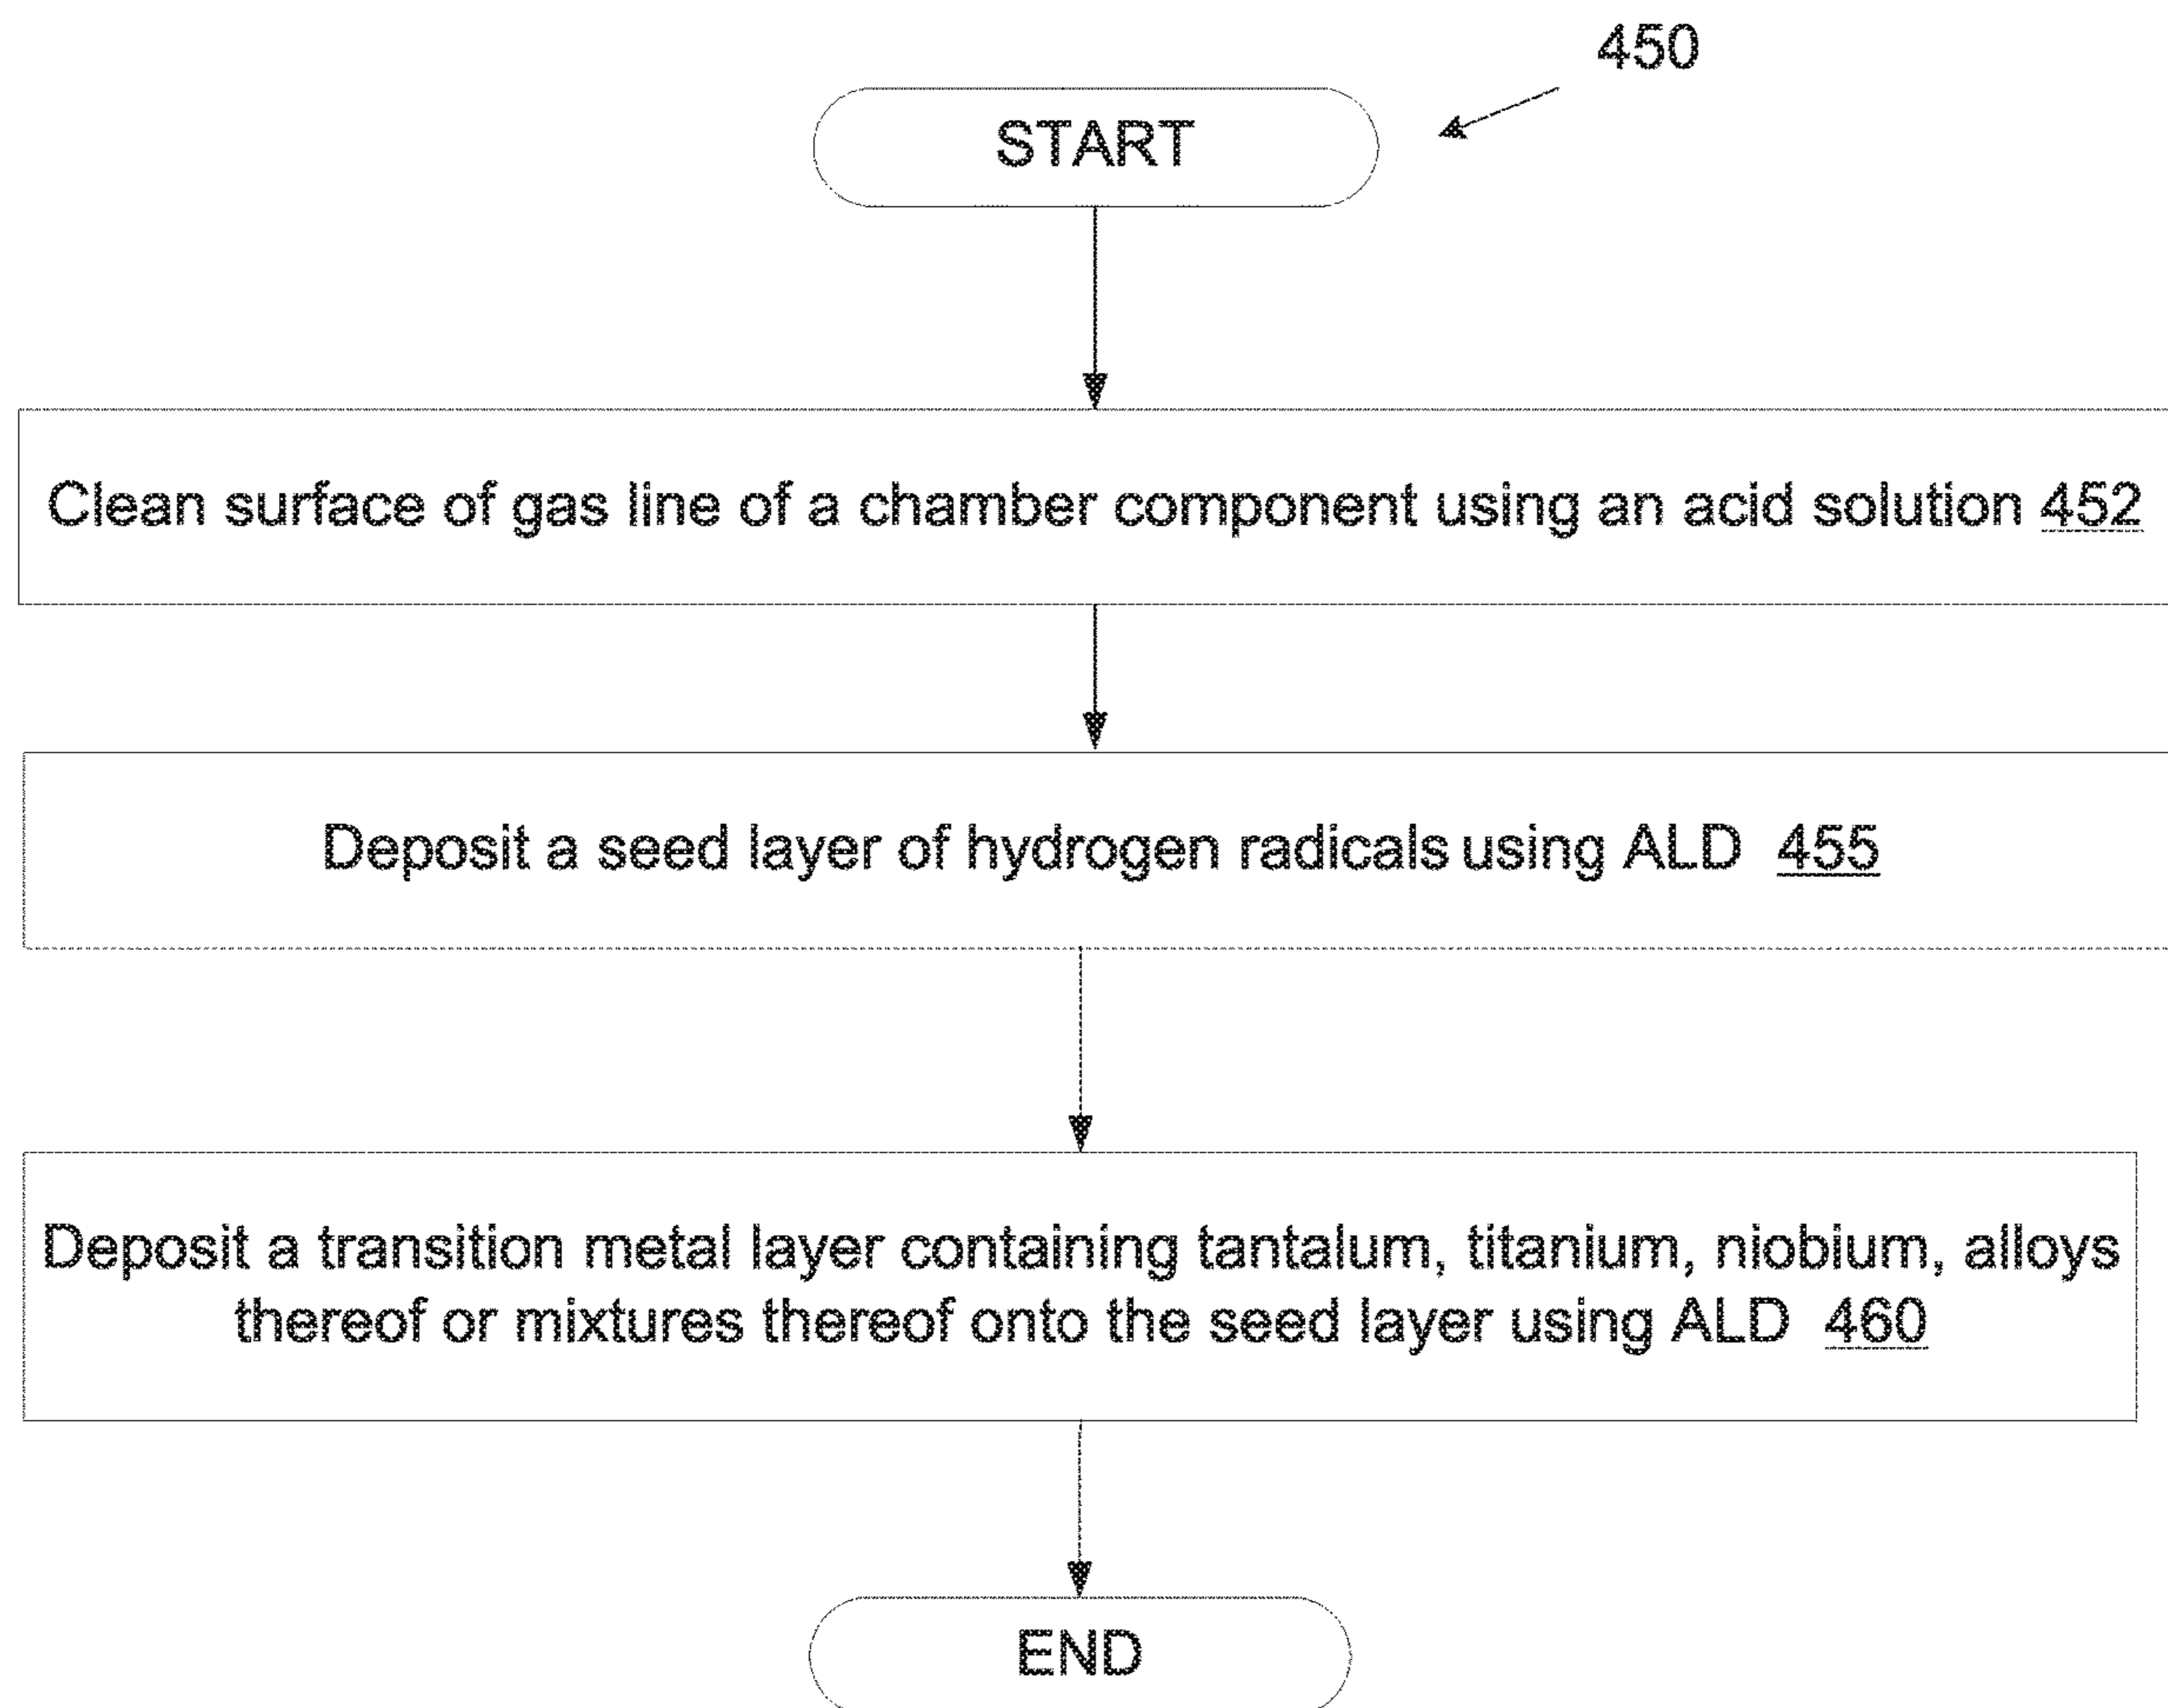 450
START
Clean surface of gas line of a chamber component using an acid solution 452
Deposit a seed layer of hydrogen radicals using ALD 455
Deposit a transition metal layer containing tantalum, titanium, niobium, alloys
thereof or mixtures thereof onto the seed layer using ALD 460
END